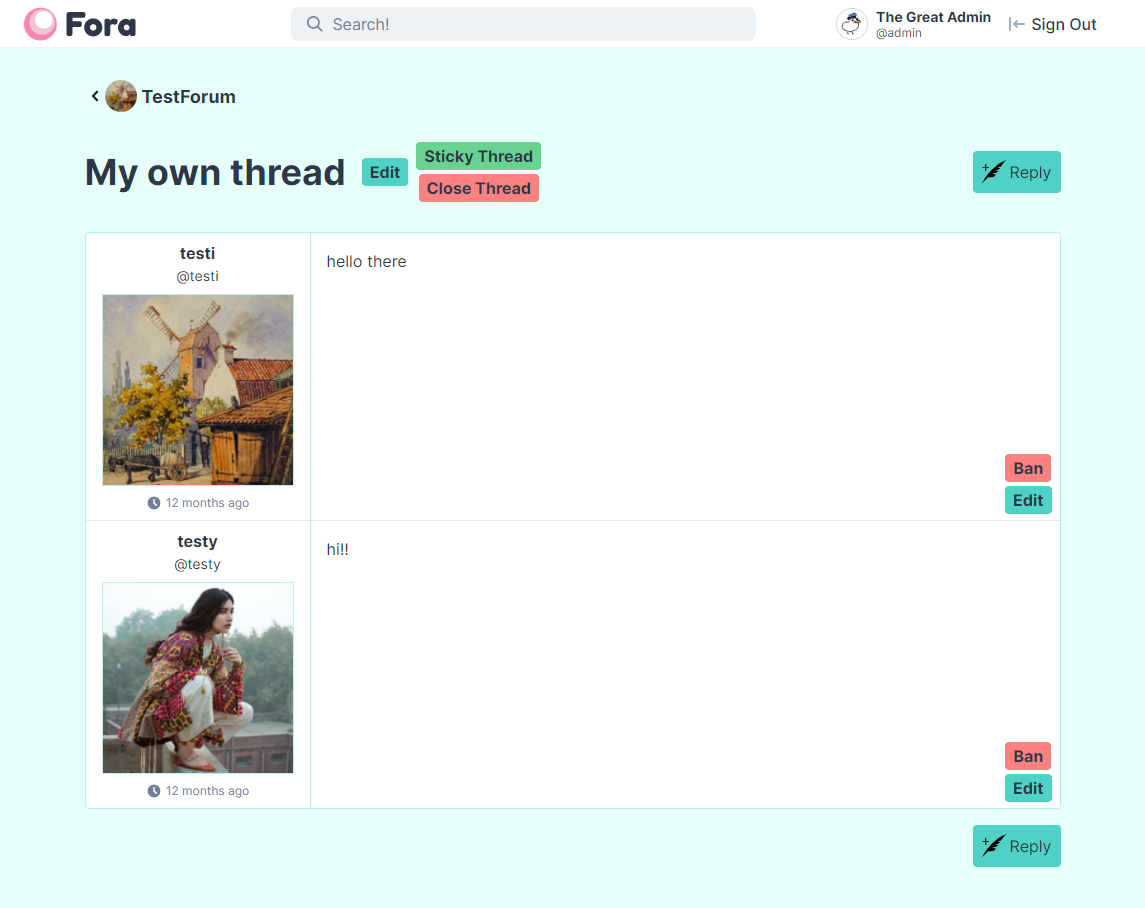 Fora
Search!
The Great Admin
@admin
Sign Out
TestForum
My own thread
Edit
Sticky Thread
Close Thread
Reply
testi
@testi
12 months ago
hello there
Ban
Edit
testy
@testy
12 months ago
hi!!
Ban
Edit
Reply